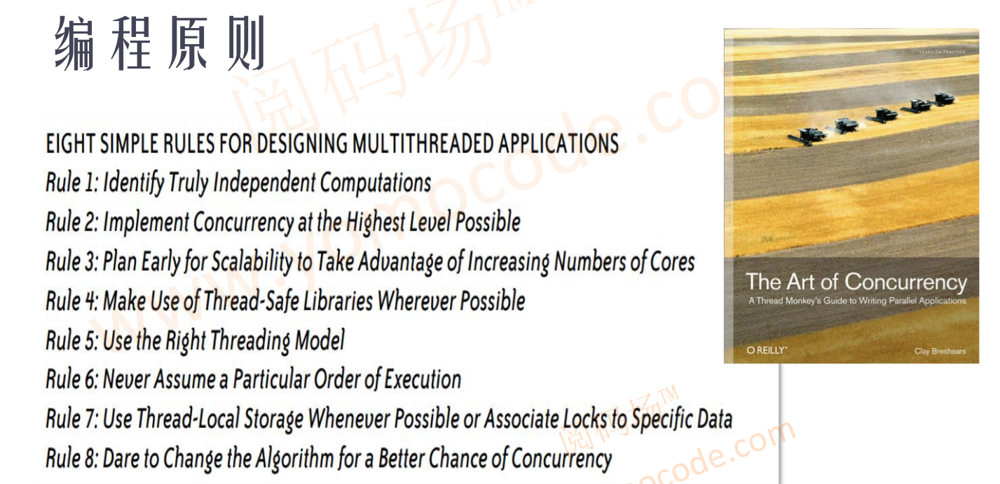 编程原则
EIGHT SIMPLE RULES FOR DESIGNING MULTITHREADED APPLICATIONS
Rule 1: Identify Truly Independent Computations
Rule 2: Implement Concurrency at the Highest Level Possible
Rule 3: Plan Early for Scalability to Take Advantage of Increasing Numbers of Cores
Rule 4: Make Use of Thread-Safe Libraries Wherever Possible
Rule 5: Use the Right Threading Model
Rule 6: Never Assume a Particular Order of Execution
Rule 7: Use Thread-Local Storage Whenever Possible or Associate Locks to Specific Data
Rule 8: Dare to Change the Algorithm for a Better Chance of Concurrency
THEORY IN PRACTICE
The Art of Concurrency
A Thread Monkey's Guide to Writing Parallel Applications
O REILLY®
Clay Breshears
阅码场™
www.yomocode.com
阅码场™
ocode.com